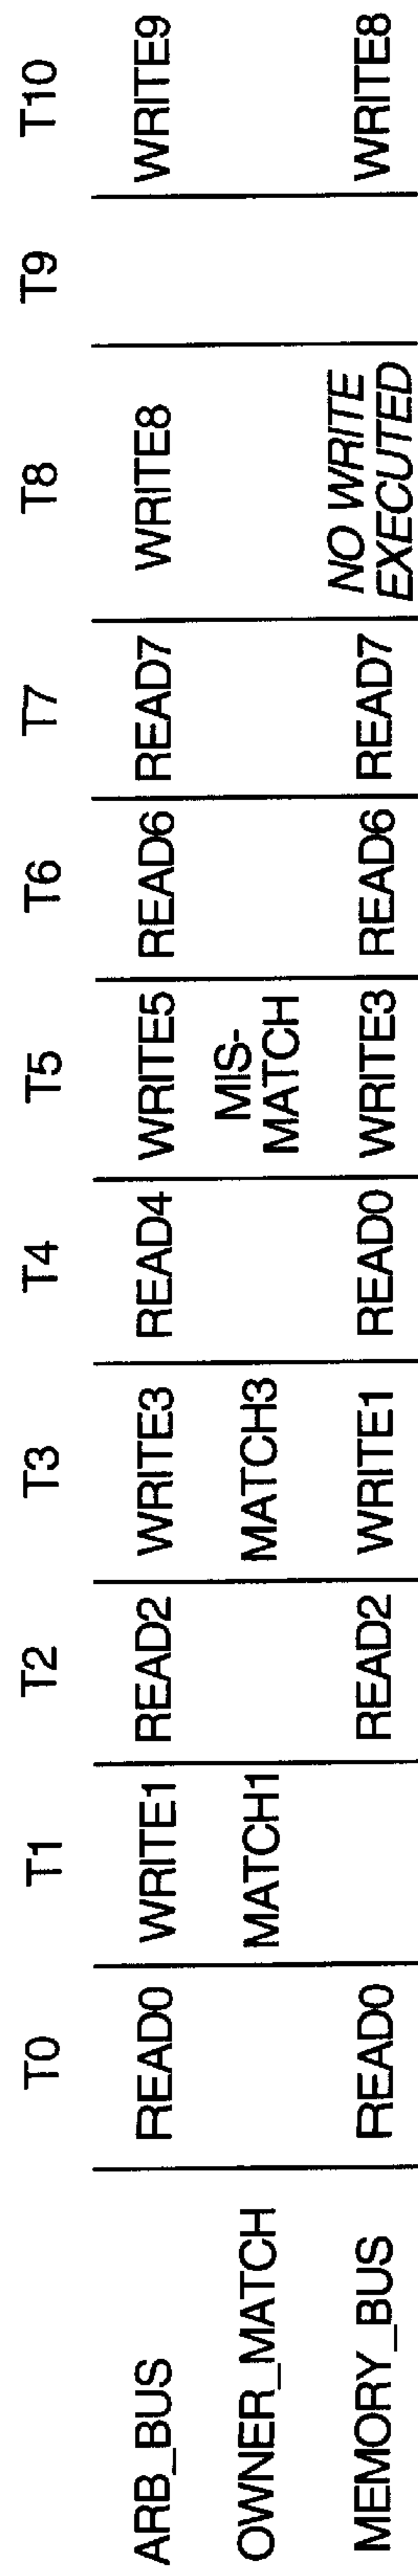 T0 T1 T2 T3 T4 T5 T6 T7 T8 T9 T10
ARB_BUS READ0 WRITE1 READ2 WRITE3 READ4 WRITE5 READ6 READ7 WRITE8 WRITE9
OWNER_MATCH MATCH1 MATCH3 MIS-
MATCH
MEMORY_BUS READ0 READ2 WRITE1 READ0 WRITE3 READ6 READ7 NO WRITE WRITE8
EXECUTED